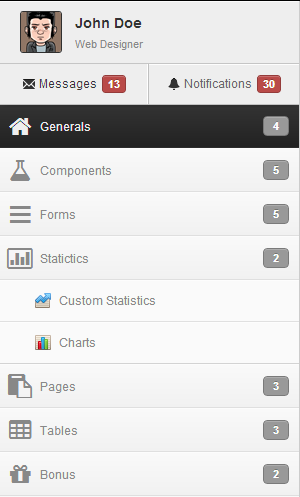 John Doe
Web Designer
Messages 13 Notifications 30
Generals 4
Components 5
Forms 5
Statictics 2
Custom Statistics
Charts
Pages 3
Tables 3
Bonus 2